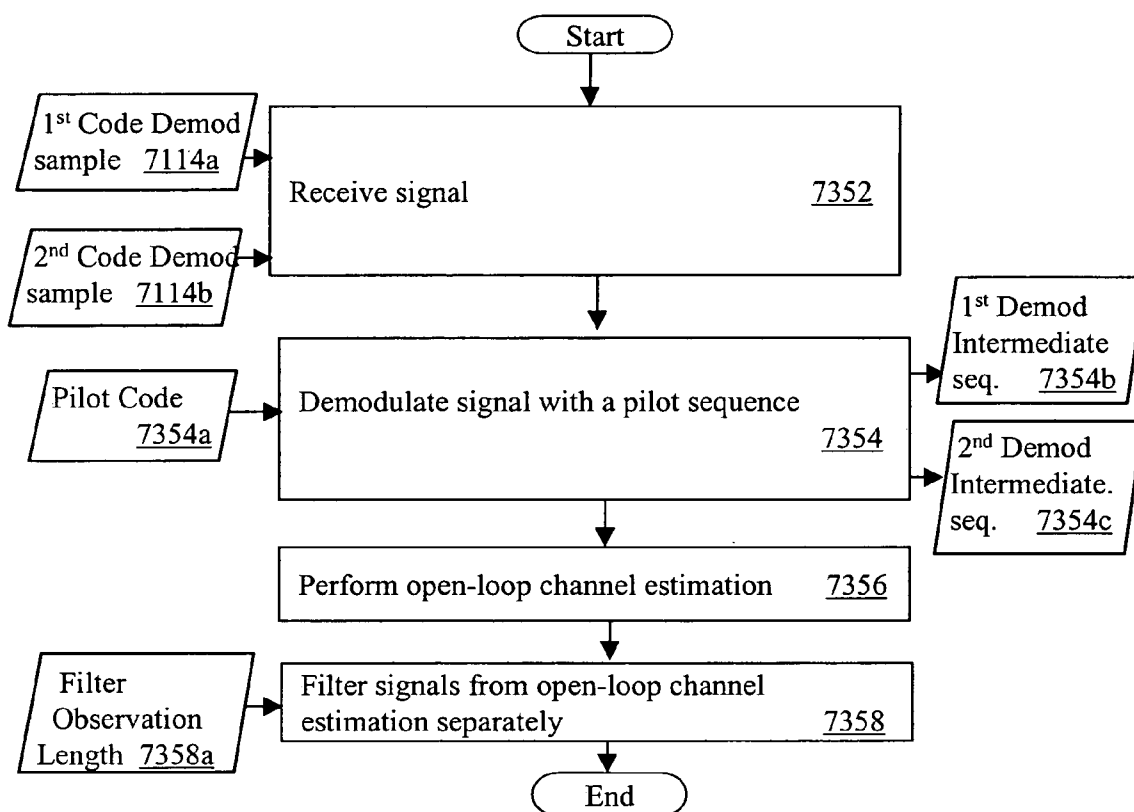 Start
1st Code Demod
sample 7114a
Receive signal 7352
2nd Code Demod
sample 7114b
1st Demod
Intermediate
seq. 7354b
Pilot Code
7354a
Demodulate signal with a pilot sequence
7354
2nd Demod
Intermediate.
seq. 7354c
Perform open-loop channel estimation 7356
Filter
Observation
Length 7358a
Filter signals from open-loop channel
estimation separately 7358
End